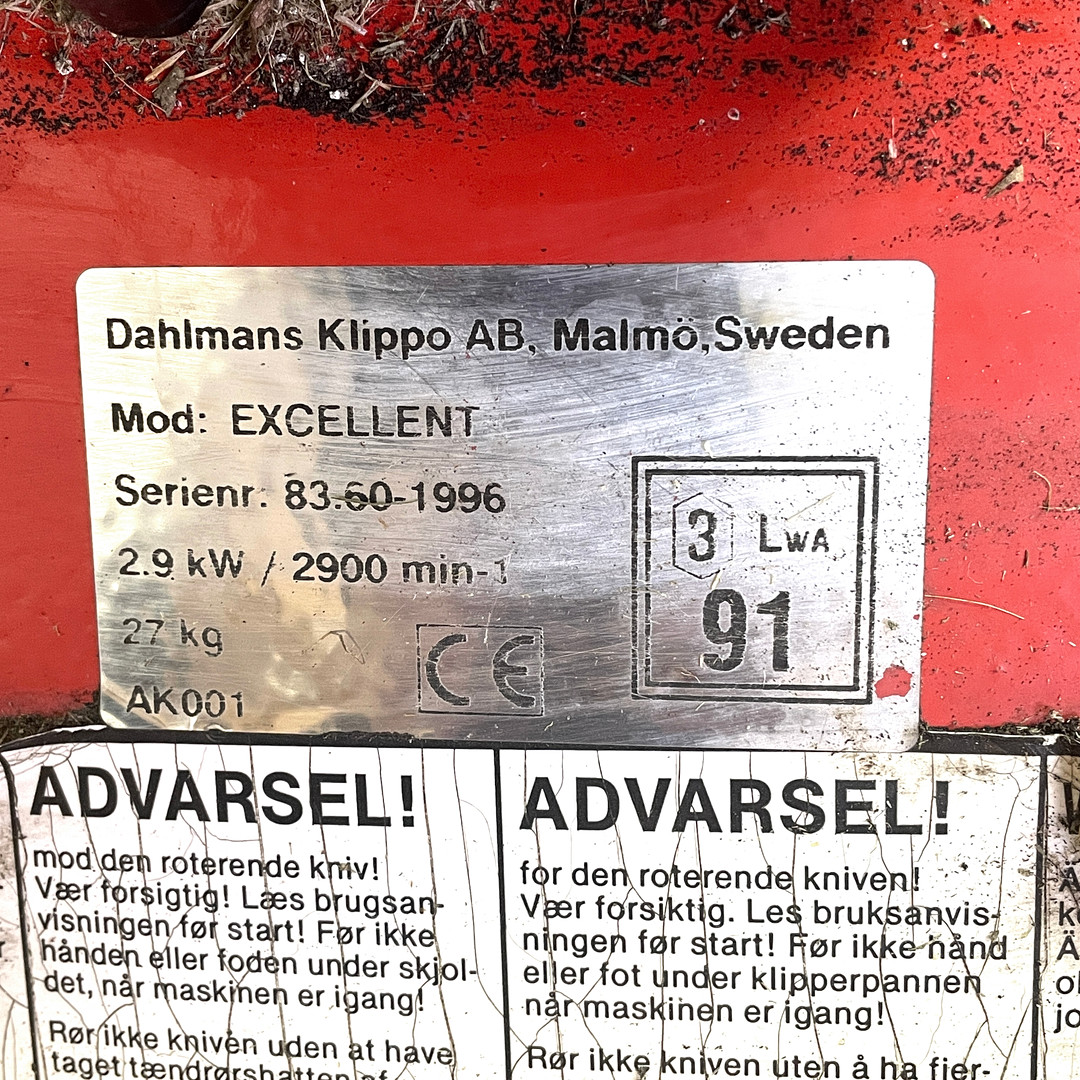 Dahlmans Klippo AB, Malmö,Sweden
Mod: EXCELLENT
Serienr: 83.60-1996
2.9 kW / 2900 min-1
27 kg
AK001
CE
3 LWA
91
ADVARSEL!
mod den roterende kniv!
Vær forsigtig! Læs brugsan-
visningen før start! Før ikke
hånden eller foden under skjol-
det, når maskinen er igang!
Rør ikke kniven uden at have
taget tændrørshatten af
ADVARSEL!
for den roterende kniven!
Vær forsiktig. Les bruksanvis-
ningen før start! Før ikke hånd
eller fot under klipperpannen
når maskinen er igang!
Rør ikke kniven uten å ha fjer-